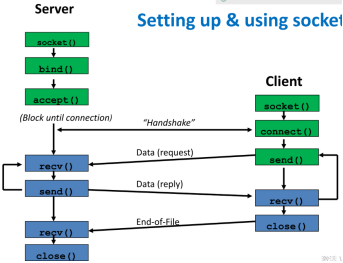 Server
Setting up & using socket
socket()
bind()
accept()
(Block until connection)
"Handshake"
Client
socket()
connect()
Data (request)
send()
recv()
Data (reply)
send()
recv()
End-of-File
close()
recv()
close()